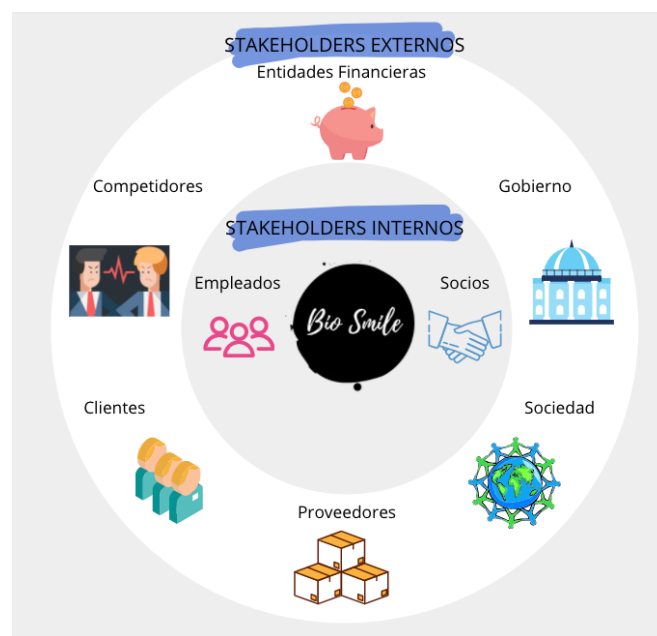 STAKEHOLDERS EXTERNOS
Entidades Financieras
Competidores
Gobierno
STAKEHOLDERS INTERNOS
Empleados
Socios
Bio Smile
Clientes
Sociedad
Proveedores